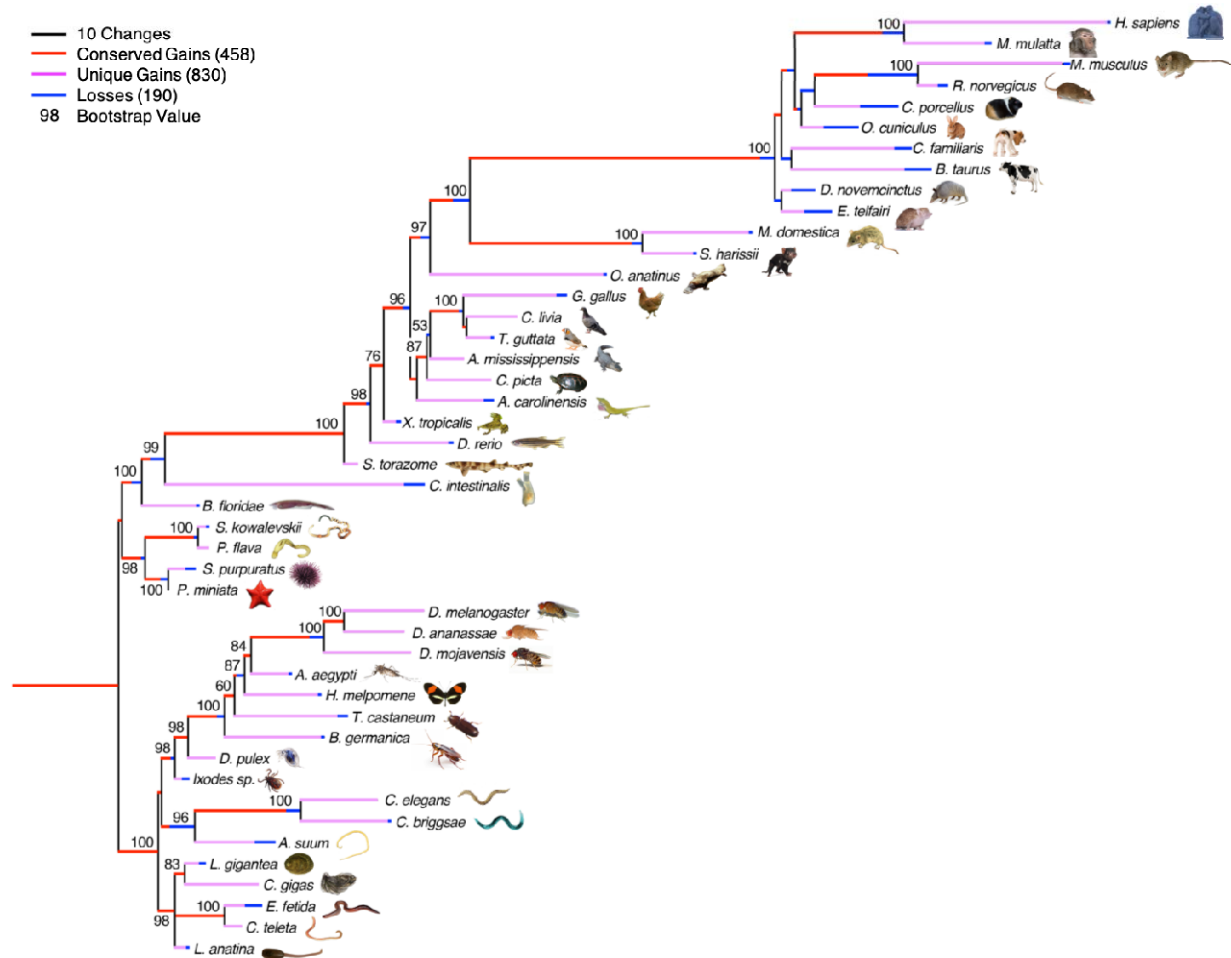 10 Changes
Conserved Gains (458)
Unique Gains (830)
Losses (190)
98 Bootstrap Value
100 H. sapiens
M. mulatta
100 M. musculus
R. norvegicus
C. porcellus
O. cuniculus
100 C. familiaris
B. taurus
100 D. novemcinctus
E. telfairi
100 M. domestica
97 S. harissii
O. anatinus
96 100 G. gallus
C. livia
53 T. guttata
87 A. mississippensis
76 C. picta
98 A. carolinensis
100 X. tropicalis
D. rerio
99 S. torazome
100 C. intestinalis
B. floridae
100 S. kowalevskii
P. flava
98 S. purpuratus
100 P. miniata
100 D. melanogaster
100 D. ananassae
84 D. mojavensis
87 A. aegypti
60 H. melpomene
100 T. castaneum
98 B. germanica
98 D. pulex
Ixodes sp.
100 C. elegans
96 C. briggsae
100 A. suum
83 L. gigantea
C. gigas
100 E. fetida
98 C. teleta
L. anatina